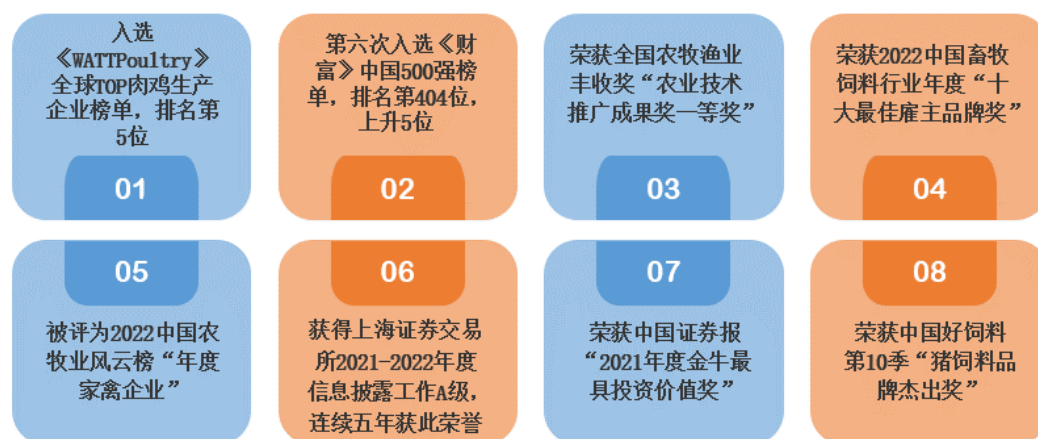 入选
《WATTPoultry》
全球TOP肉鸡生产
企业榜单，排名第
5位
01
第六次入选《财
富》中国500强榜
单，排名第404位，
上升5位
02
荣获全国农牧渔业
丰收奖“农业技术
推广成果奖一等奖”
03
荣获2022中国畜牧
饲料行业年度“十
大最佳雇主品牌奖”
04
05
被评为2022中国农
牧业风云榜“年度
家禽企业”
06
获得上海证券交易
所2021-2022年度
信息披露工作A级，
连续五年获此荣誉
07
荣获中国证券报
“2021年度金牛最
具投资价值奖”
08
荣获中国好饲料
第10季“猪饲料品
牌杰出奖”